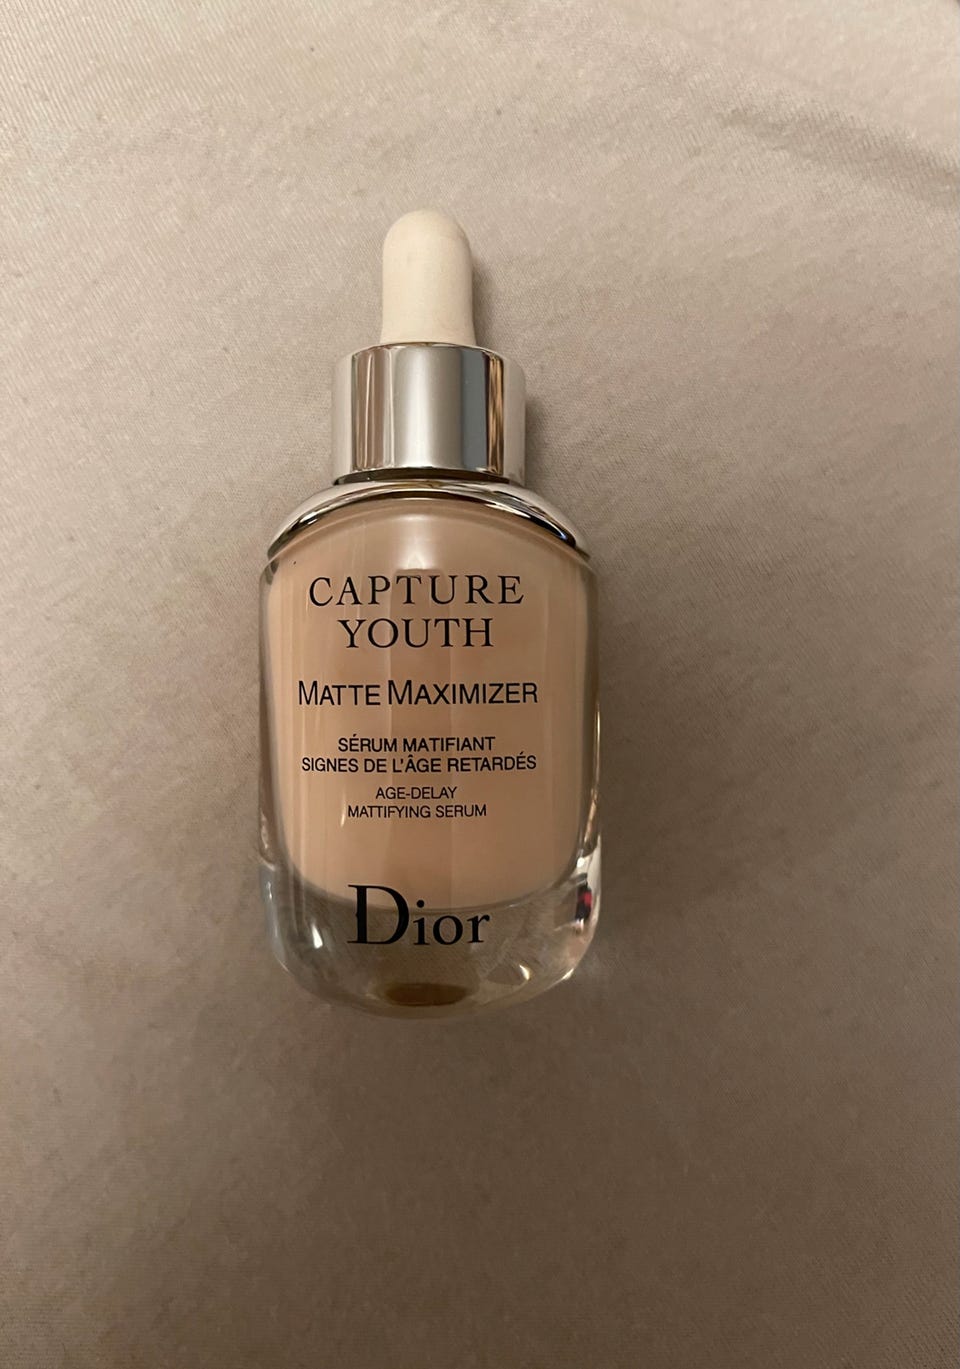 CAPTURE
YOUTH
MATTE MAXIMIZER
SÉRUM MATIFIANT
SIGNES DE L'ÂGE RETARDÉS
AGE-DELAY
MATTIFYING SERUM
Dior